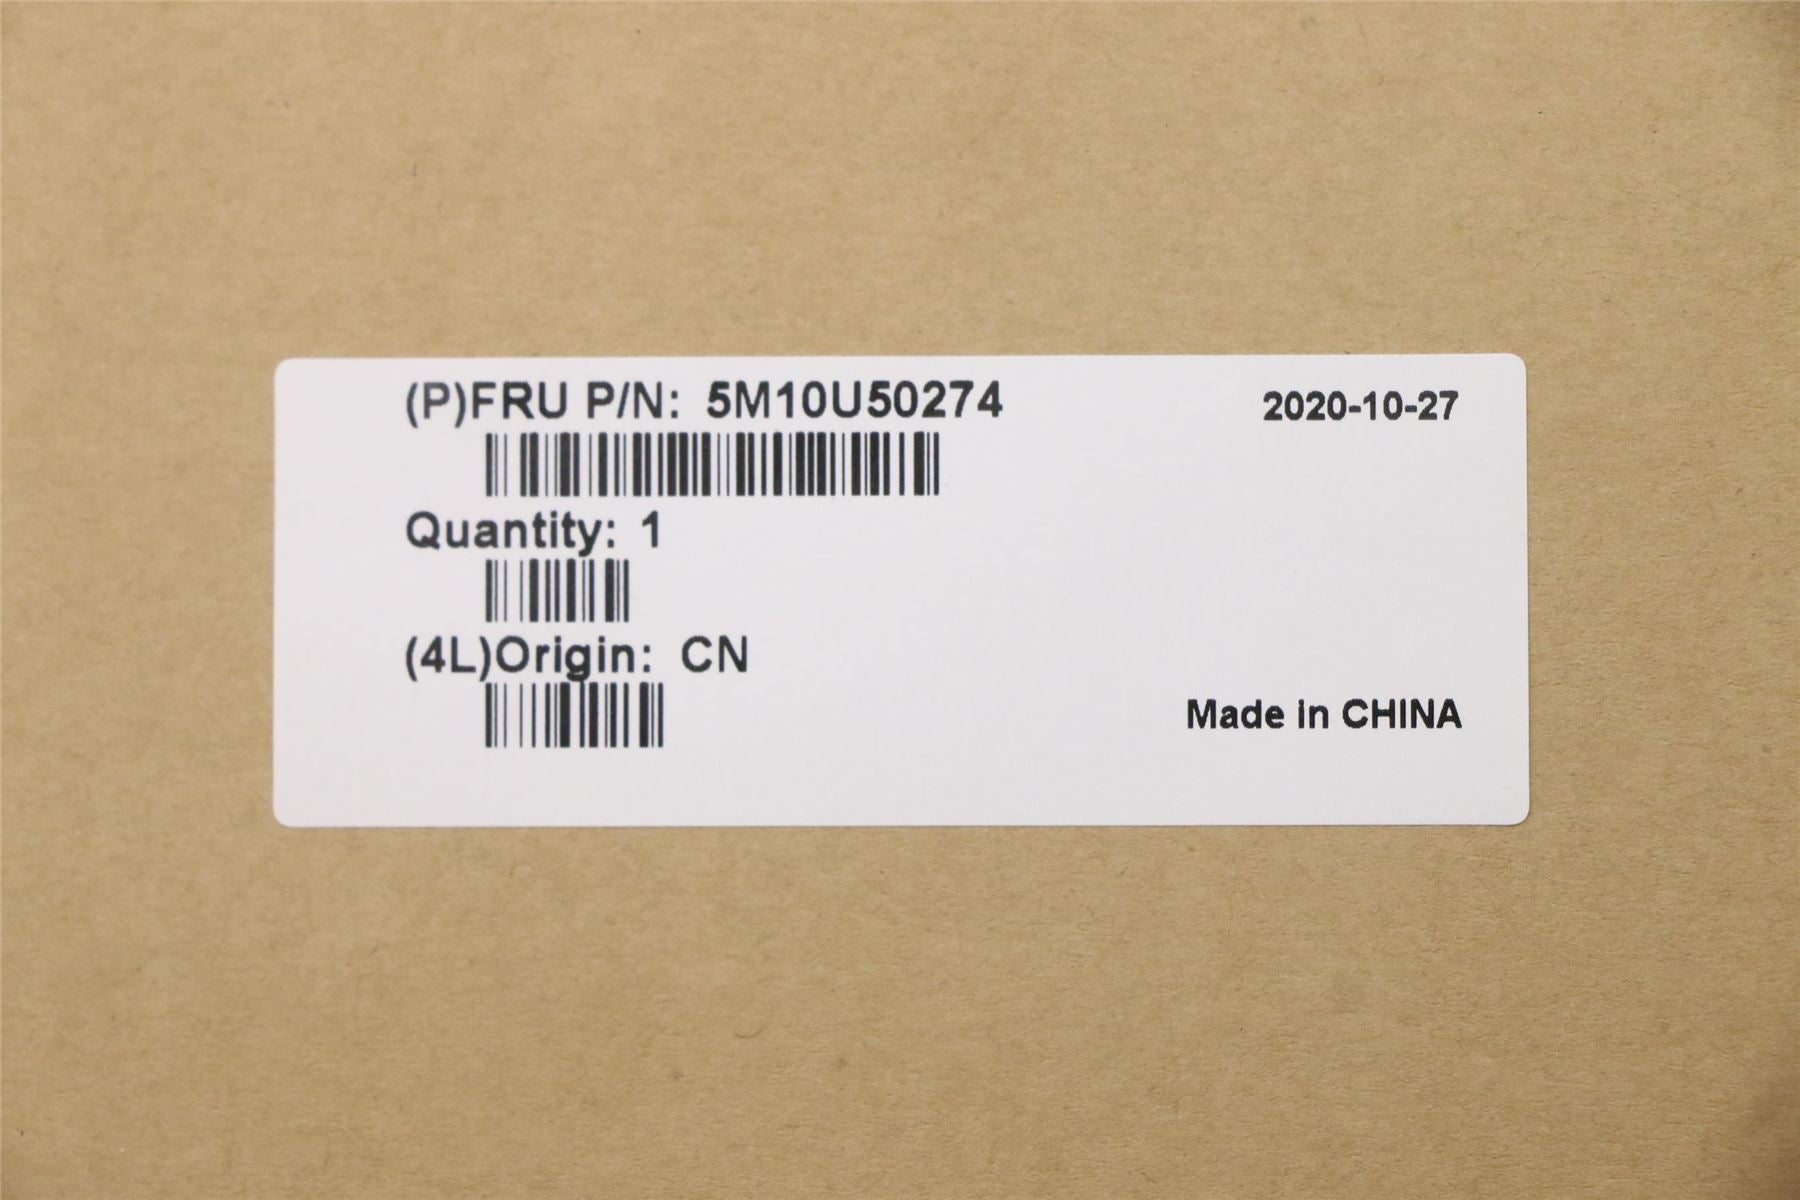 (P)FRU P/N: 5M10U50274
2020-10-27
Quantity: 1
(4L)Origin: CN
Made in CHINA